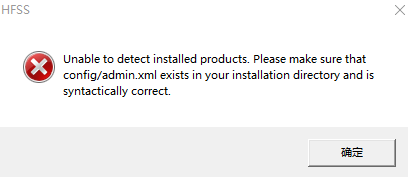 HFSS
Unable to detect installed products. Please make sure that
config/admin.xml exists in your installation directory and is
syntactically correct.
确定